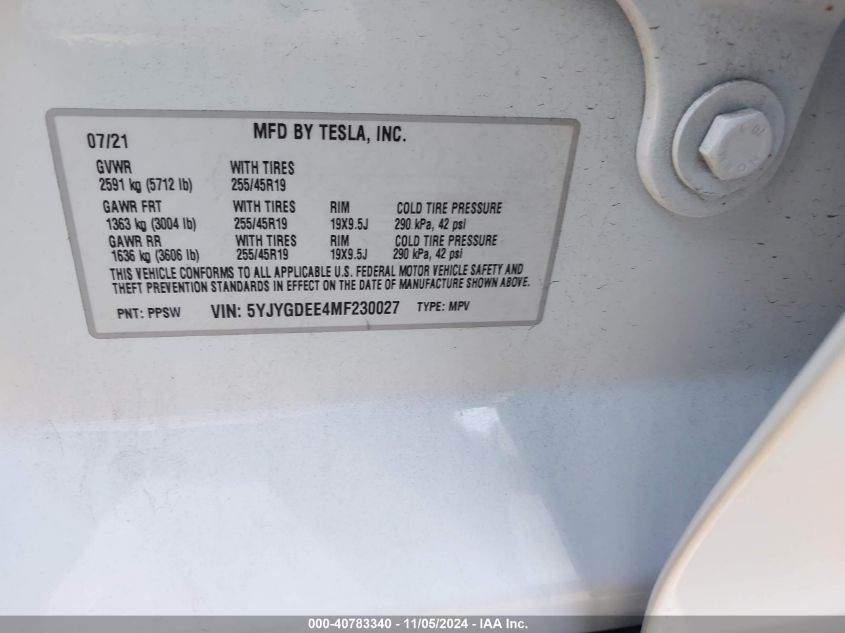 07/21
MFD BY TESLA, INC.
GVWR WITH TIRES
2591 kg (5712 lb) 255/45R19
GAWR FRT WITH TIRES RIM COLD TIRE PRESSURE
1363 kg (3004 lb) 255/45R19 19X9.5J 290 kPa, 42 psi
GAWR RR WITH TIRES RIM COLD TIRE PRESSURE
1636 kg (3606 lb) 255/45R19 19X9.5J 290 kPa, 42 psi
THIS VEHICLE CONFORMS TO ALL APPLICABLE U.S. FEDERAL MOTOR VEHICLE SAFETY AND
THEFT PREVENTION STANDARDS IN EFFECT ON THE DATE OF MANUFACTURE SHOWN ABOVE.
PNT: PPSW VIN: 5YJYGDEE4MF230027 TYPE: MPV
000-40783340 - 11/05/2024 - IAA Inc.